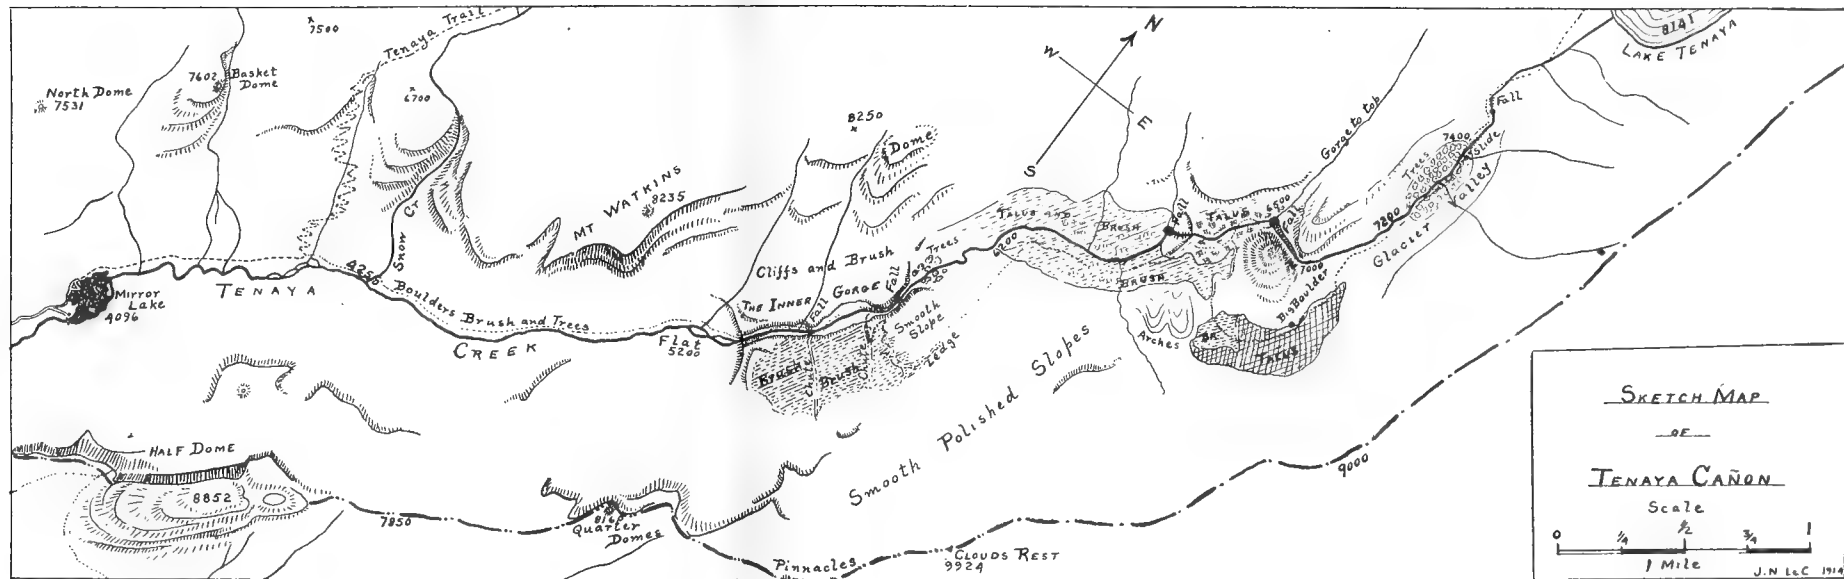 7500
Tenaya Trail
7602
Basket
Dome
North Dome
7531
6700
8250
Dome
N
W
E
S
Gorge to top
8141
LAKE TENAYA
Fall
7400
Trees
Valley
Glacier
7200
MT WATKINS
8235
Snow Cr
TALUS AND
BRUSH
Fall
TALUS
6500
Fall
7000
6200
BRUSH
Big Boulder
Arches
BR.
TALUS
Mirror
Lake
4096
TENAYA
4256
Boulders Brush and Trees
CREEK
Flat
5200
Cliffs and Brush
THE INNER
GORGE
Fall
Fall
Trees
Smooth
Slope
Ledge
Brush
Chute
Brush
Chute
Smooth Polished Slopes
HALF DOME
8852
7850
8160
Quarter
Domes
Pinnacles
CLOUDS REST
9924
9000
SKETCH MAP
OF
TENAYA CAÑON
Scale
0 1/4 1/2 3/4 1
1 Mile
J.N LeC 1914